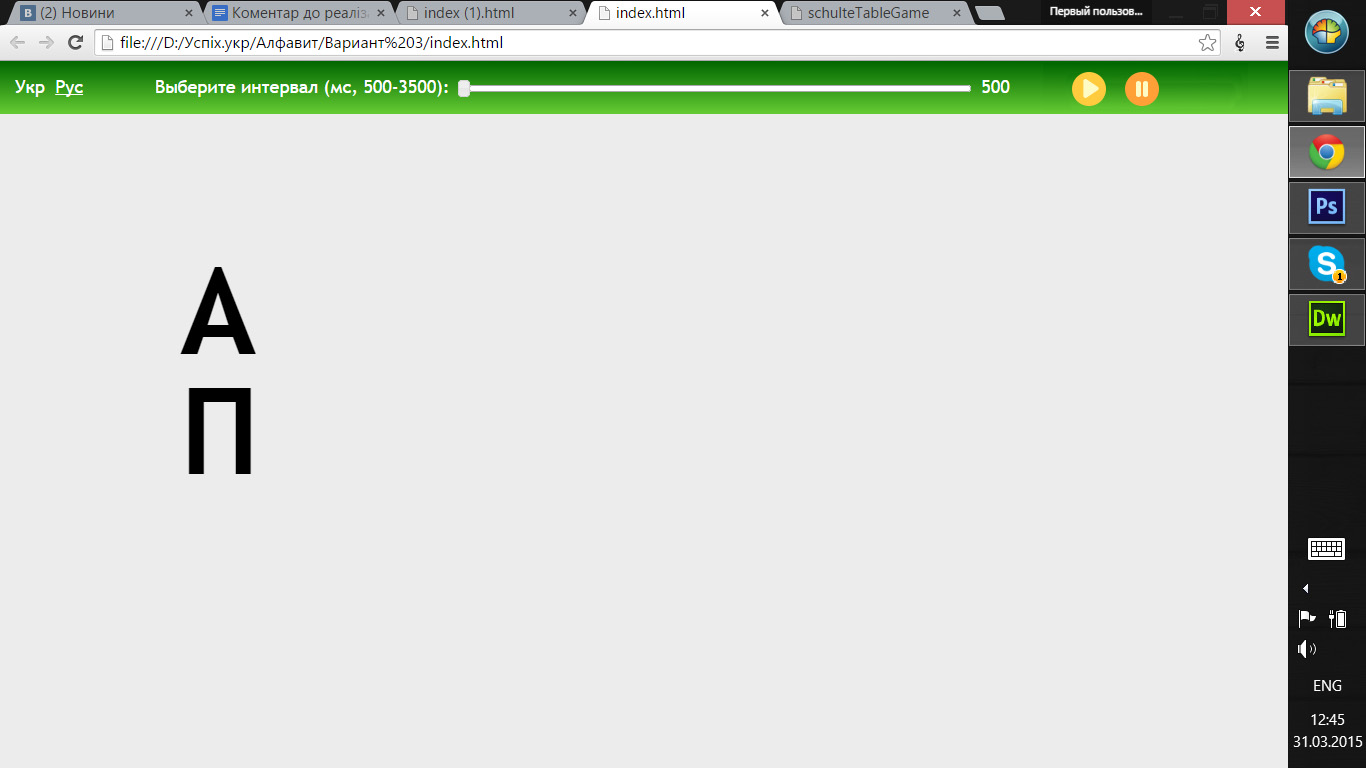 (2) Новини
Коментар до реаліза
index (1).html
index.html
schulteTableGame
Первый пользов...
file:///D:/Успіх.укр/Алфавит/Вариант%203/index.html
Укр Рус
Выберите интервал (мс, 500-3500):
500
А
П
Ps
S
1
Dw
ENG
12:45
31.03.2015